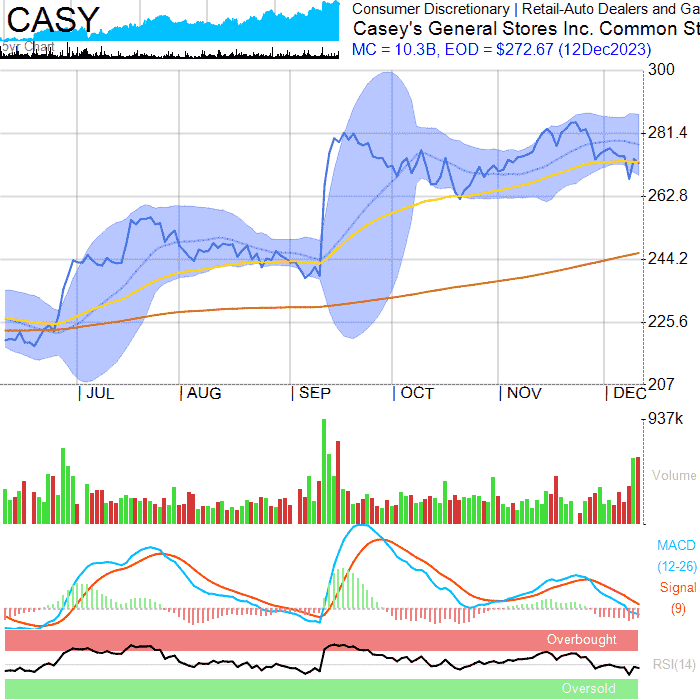 CASY
5yr Chart
Consumer Discretionary | Retail-Auto Dealers and Ga
Casey's General Stores Inc. Common St
MC = 10.3B, EOD = $272.67 (12Dec2023)
300
281.4
262.8
244.2
225.6
207
| JUL | AUG | SEP | OCT | NOV | DEC
937k
Volume
MACD
(12-26)
Signal
(9)
Overbought
RSI(14)
Oversold